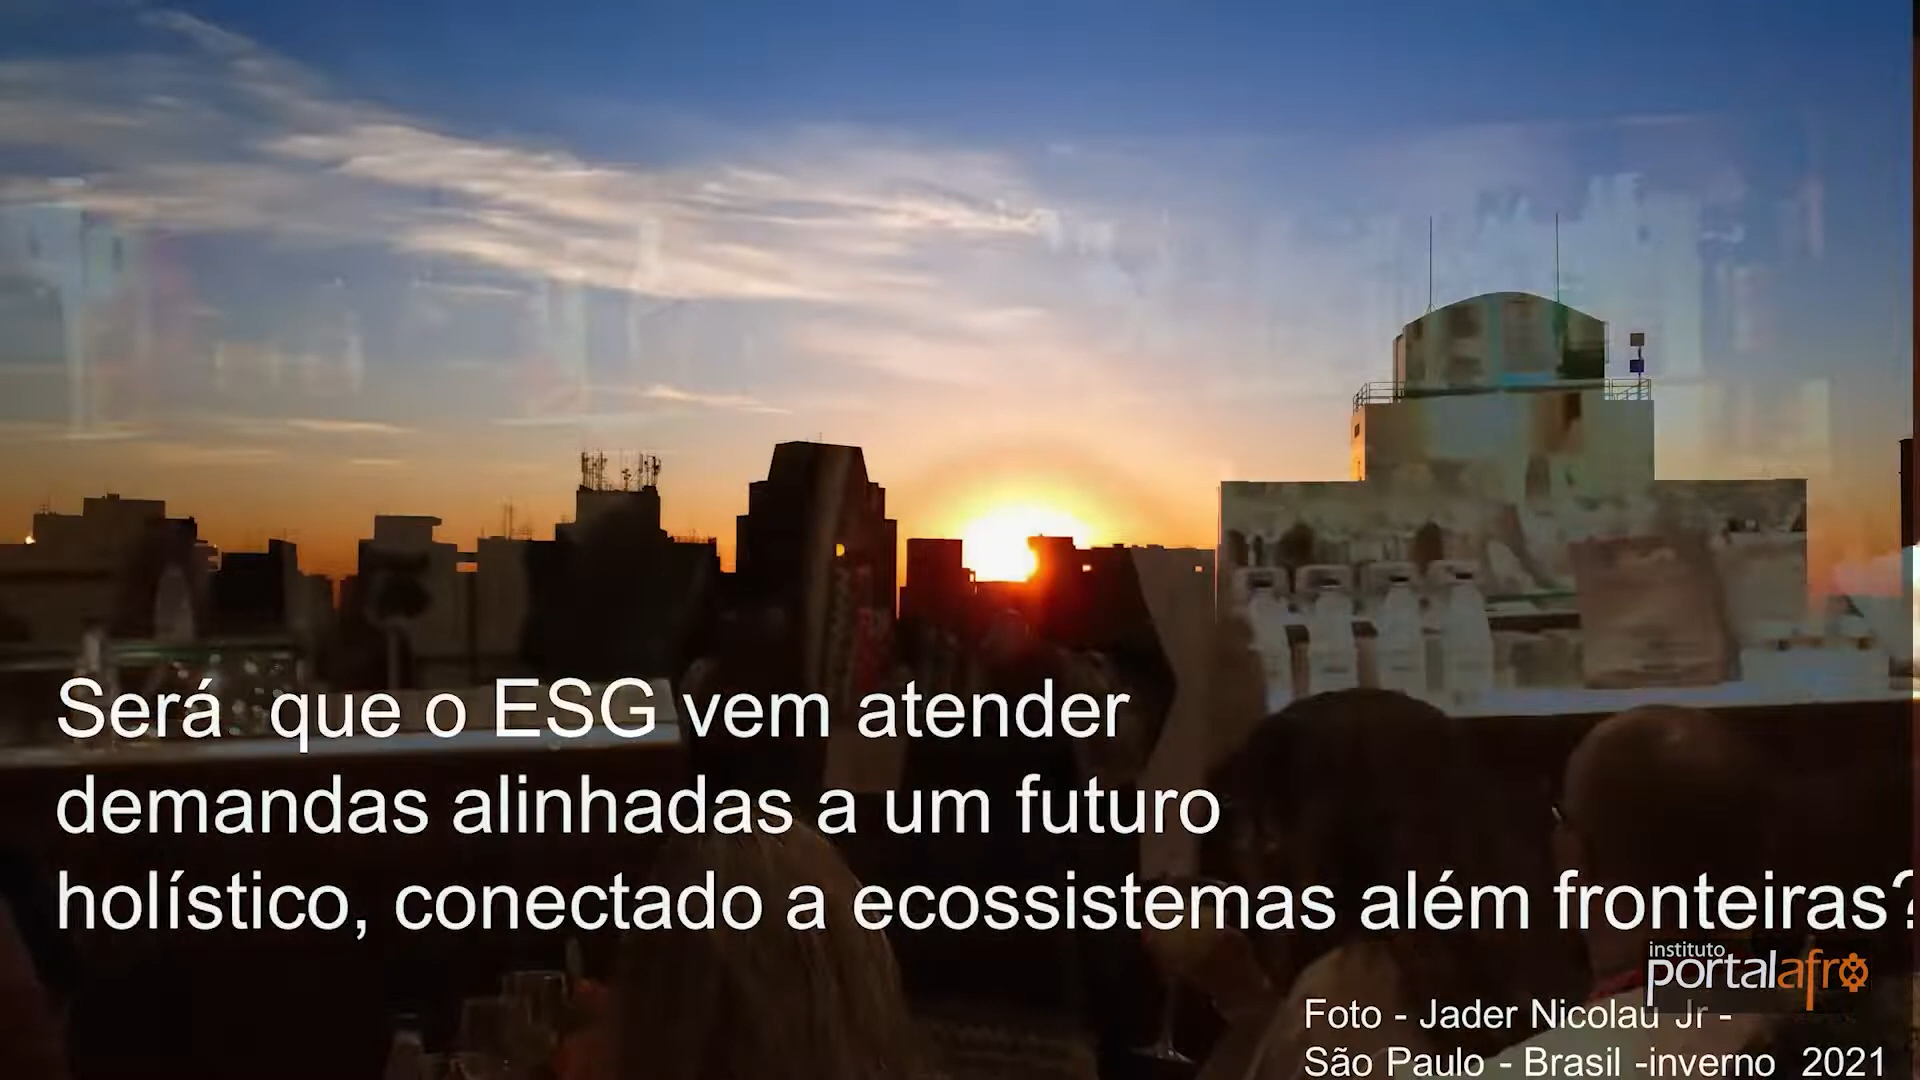 Será que o ESG vem atender
demandas alinhadas a um futuro
holístico, conectado a ecossistemas além fronteiras?
instituto
portalafro
Foto - Jader Nicolau Jr -
São Paulo - Brasil -inverno 2021